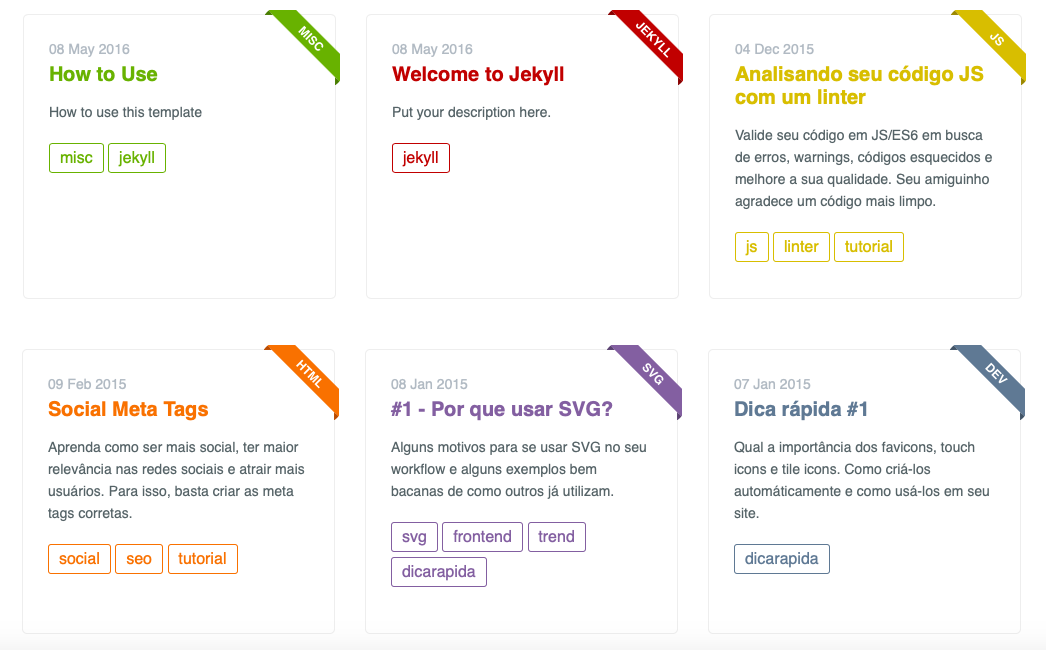 MISC
08 May 2016
How to Use
How to use this template
misc
jekyll
JEKYLL
08 May 2016
Welcome to Jekyll
Put your description here.
jekyll
JS
04 Dec 2015
Analisando seu código JS
com um linter
Valide seu código em JS/ES6 em busca
de erros, warnings, códigos esquecidos e
melhore a sua qualidade. Seu amiguinho
agradece um código mais limpo.
js
linter
tutorial
HTML
09 Feb 2015
Social Meta Tags
Aprenda como ser mais social, ter maior
relevância nas redes sociais e atrair mais
usuários. Para isso, basta criar as meta
tags corretas.
social
seo
tutorial
SVG
08 Jan 2015
#1 - Por que usar SVG?
Alguns motivos para se usar SVG no seu
workflow e alguns exemplos bem
bacanas de como outros já utilizam.
svg
frontend
trend
dicarapida
DEV
07 Jan 2015
Dica rápida #1
Qual a importância dos favicons, touch
icons e tile icons. Como criá-los
automáticamente e como usá-los em seu
site.
dicarapida